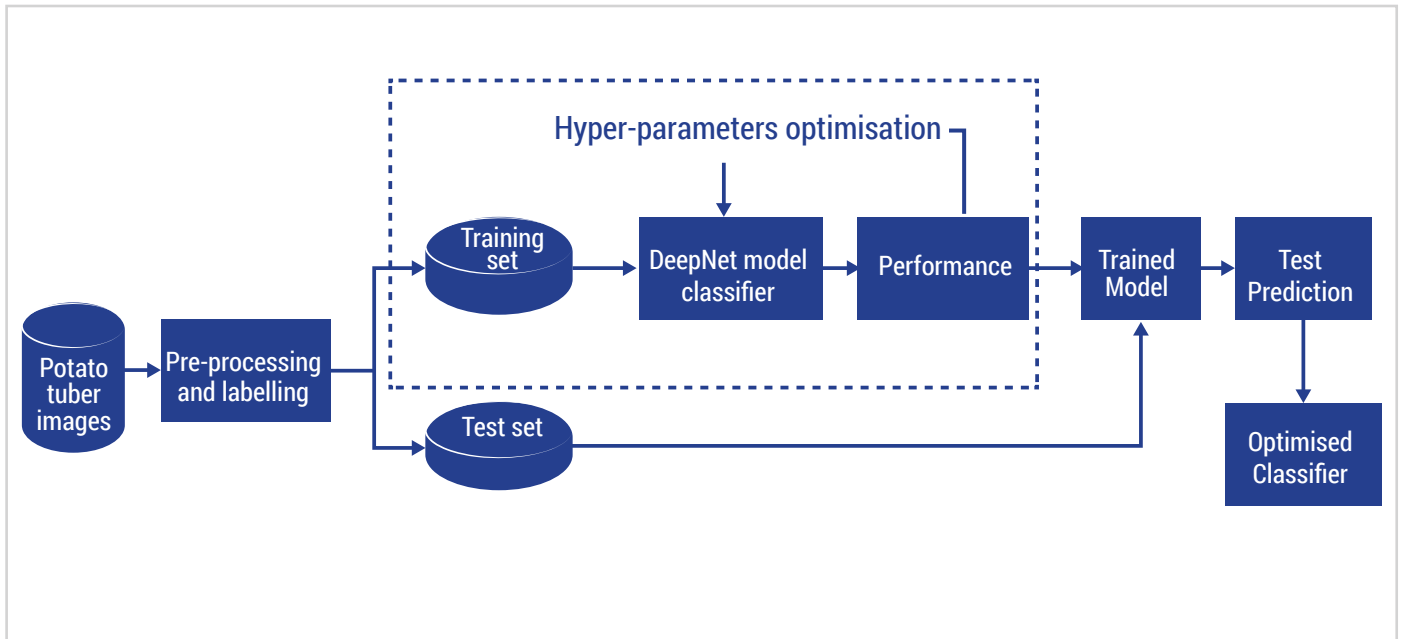 Hyper-parameters optimisation
Training
set
DeepNet model
classifier
Performance
Trained
Model
Test
Prediction
Potato
tuber
images
Pre-processing
and labelling
Test set
Optimised
Classifier